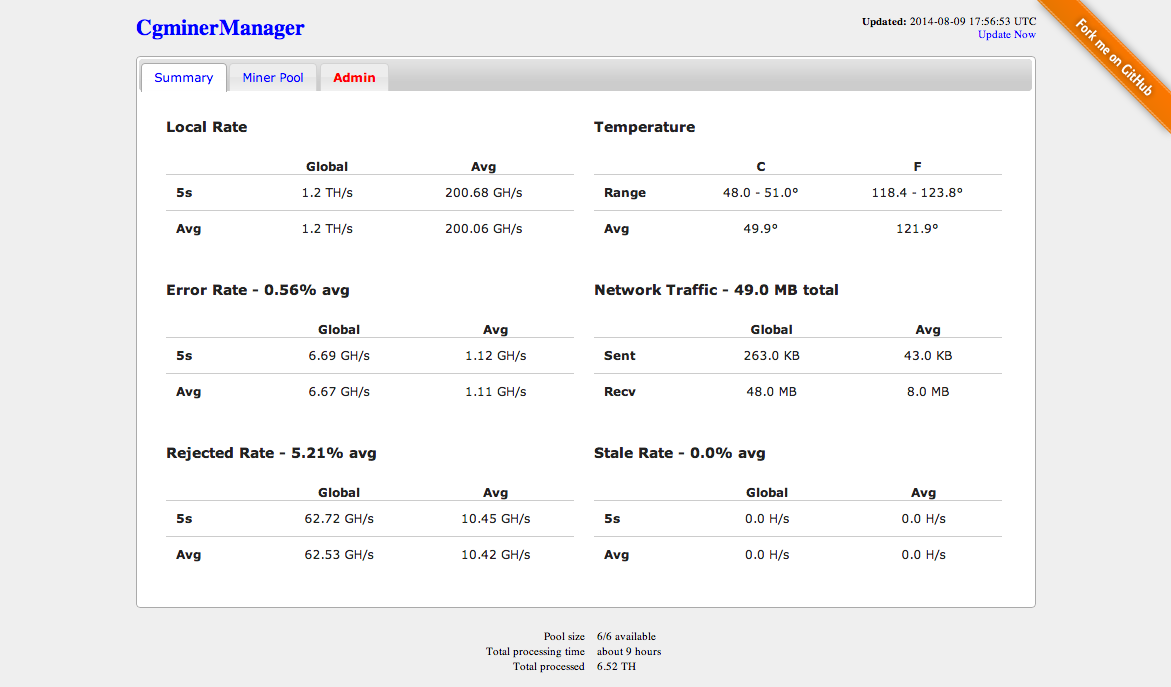 CgminerManager
Updated: 2014-08-09 17:56:53 UTC
Update Now
Fork me on GitHub
Summary Miner Pool Admin
Local Rate
Global Avg
5s 1.2 TH/s 200.68 GH/s
Avg 1.2 TH/s 200.06 GH/s
Temperature
C F
Range 48.0 - 51.0° 118.4 - 123.8°
Avg 49.9° 121.9°
Error Rate - 0.56% avg
Global Avg
5s 6.69 GH/s 1.12 GH/s
Avg 6.67 GH/s 1.11 GH/s
Network Traffic - 49.0 MB total
Global Avg
Sent 263.0 KB 43.0 KB
Recv 48.0 MB 8.0 MB
Rejected Rate - 5.21% avg
Global Avg
5s 62.72 GH/s 10.45 GH/s
Avg 62.53 GH/s 10.42 GH/s
Stale Rate - 0.0% avg
Global Avg
5s 0.0 H/s 0.0 H/s
Avg 0.0 H/s 0.0 H/s
Pool size 6/6 available
Total processing time about 9 hours
Total processed 6.52 TH